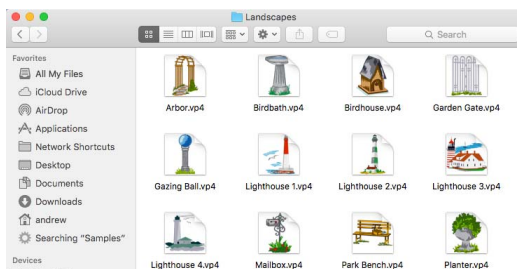 Landscapes
Search
Favorites
All My Files
iCloud Drive
AirDrop
Applications
Network Shortcuts
Desktop
Documents
Downloads
andrew
Searching “Samples”
Devices
Arbor.vp4
Birdbath.vp4
Birdhouse.vp4
Garden Gate.vp4
Gazing Ball.vp4
Lighthouse 1.vp4
Lighthouse 2.vp4
Lighthouse 3.vp4
Lighthouse 4.vp4
Mailbox.vp4
Park Bench.vp4
Planter.vp4